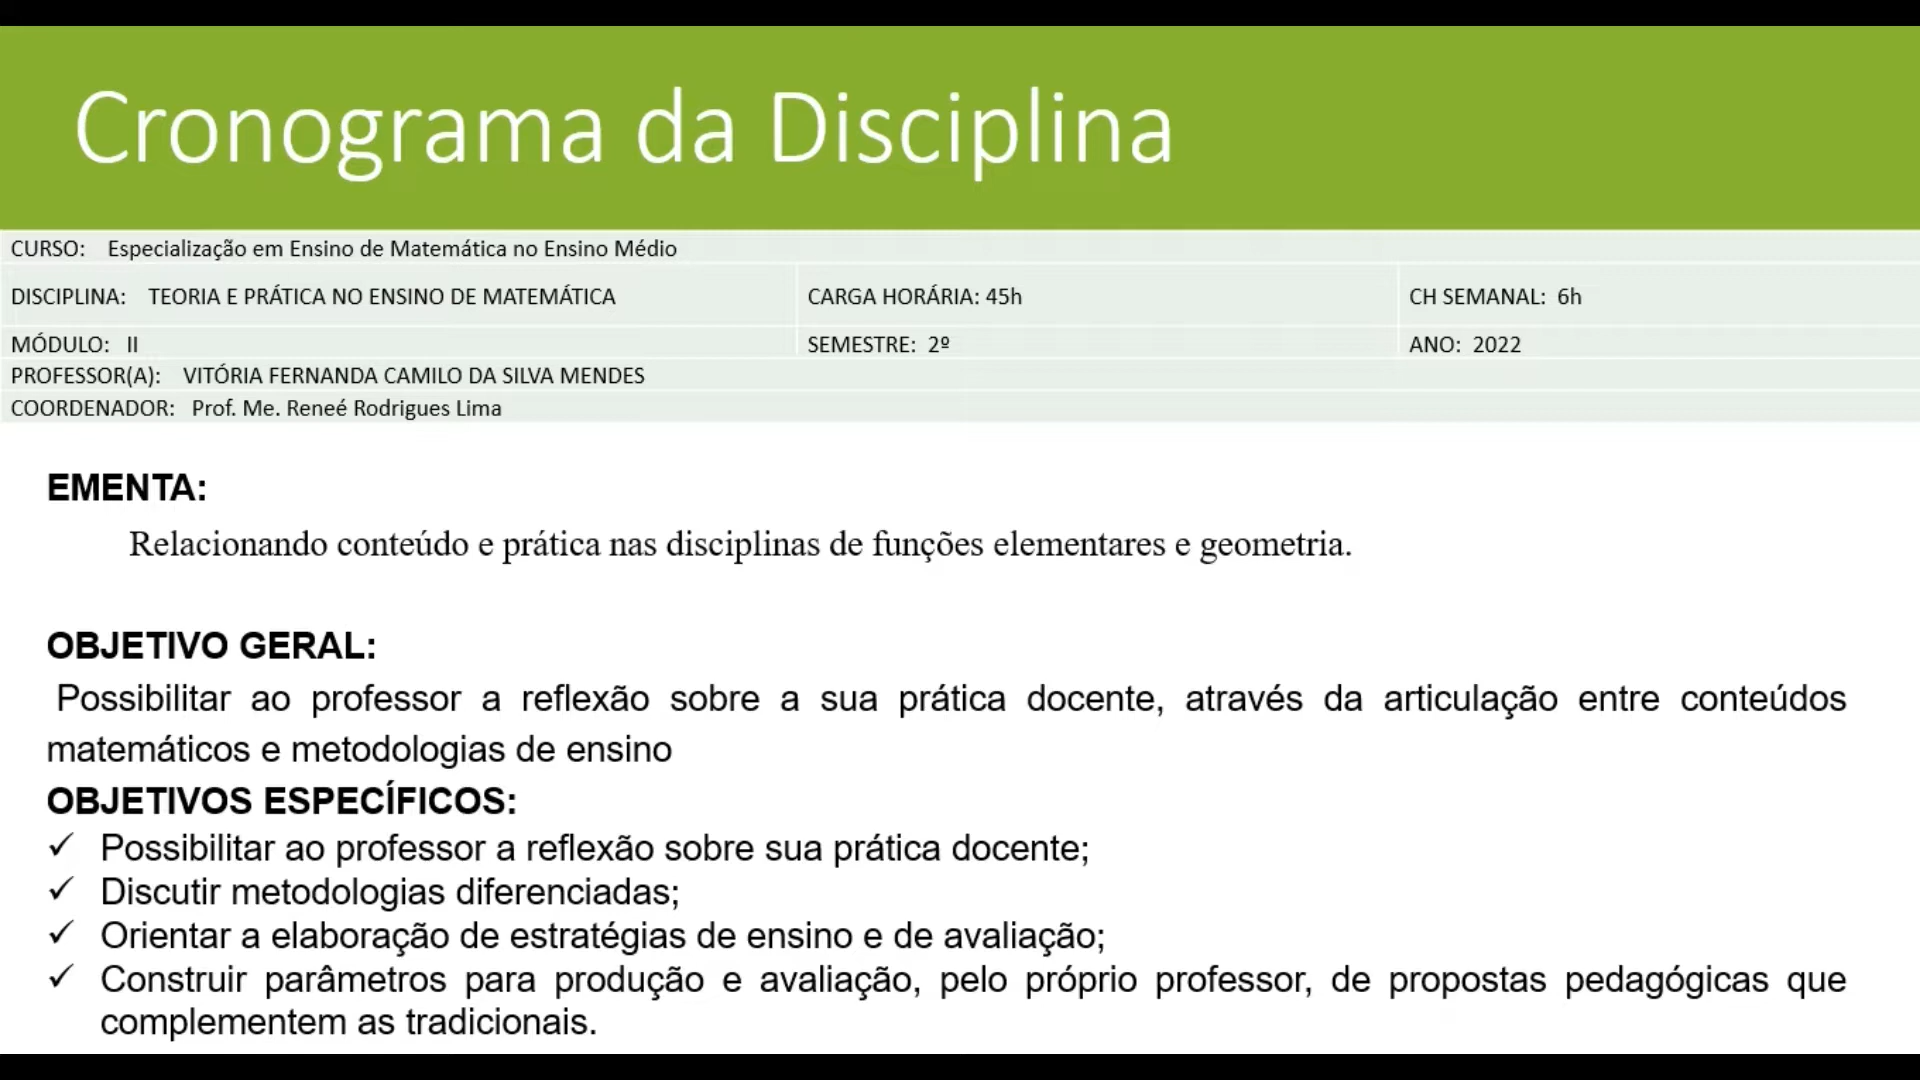 Cronograma da Disciplina
CURSO: Especialização em Ensino de Matemática no Ensino Médio
DISCIPLINA: TEORIA E PRÁTICA NO ENSINO DE MATEMÁTICA CARGA HORÁRIA: 45h CH SEMANAL: 6h
MÓDULO: II SEMESTRE: 2º ANO: 2022
PROFESSOR(A): VITÓRIA FERNANDA CAMILO DA SILVA MENDES
COORDENADOR: Prof. Me. Reneé Rodrigues Lima
EMENTA:
Relacionando conteúdo e prática nas disciplinas de funções elementares e geometria.
OBJETIVO GERAL:
Possibilitar ao professor a reflexão sobre a sua prática docente, através da articulação entre conteúdos
matemáticos e metodologias de ensino
OBJETIVOS ESPECÍFICOS:
✓ Possibilitar ao professor a reflexão sobre sua prática docente;
✓ Discutir metodologias diferenciadas;
✓ Orientar a elaboração de estratégias de ensino e de avaliação;
✓ Construir parâmetros para produção e avaliação, pelo próprio professor, de propostas pedagógicas que
complementem as tradicionais.